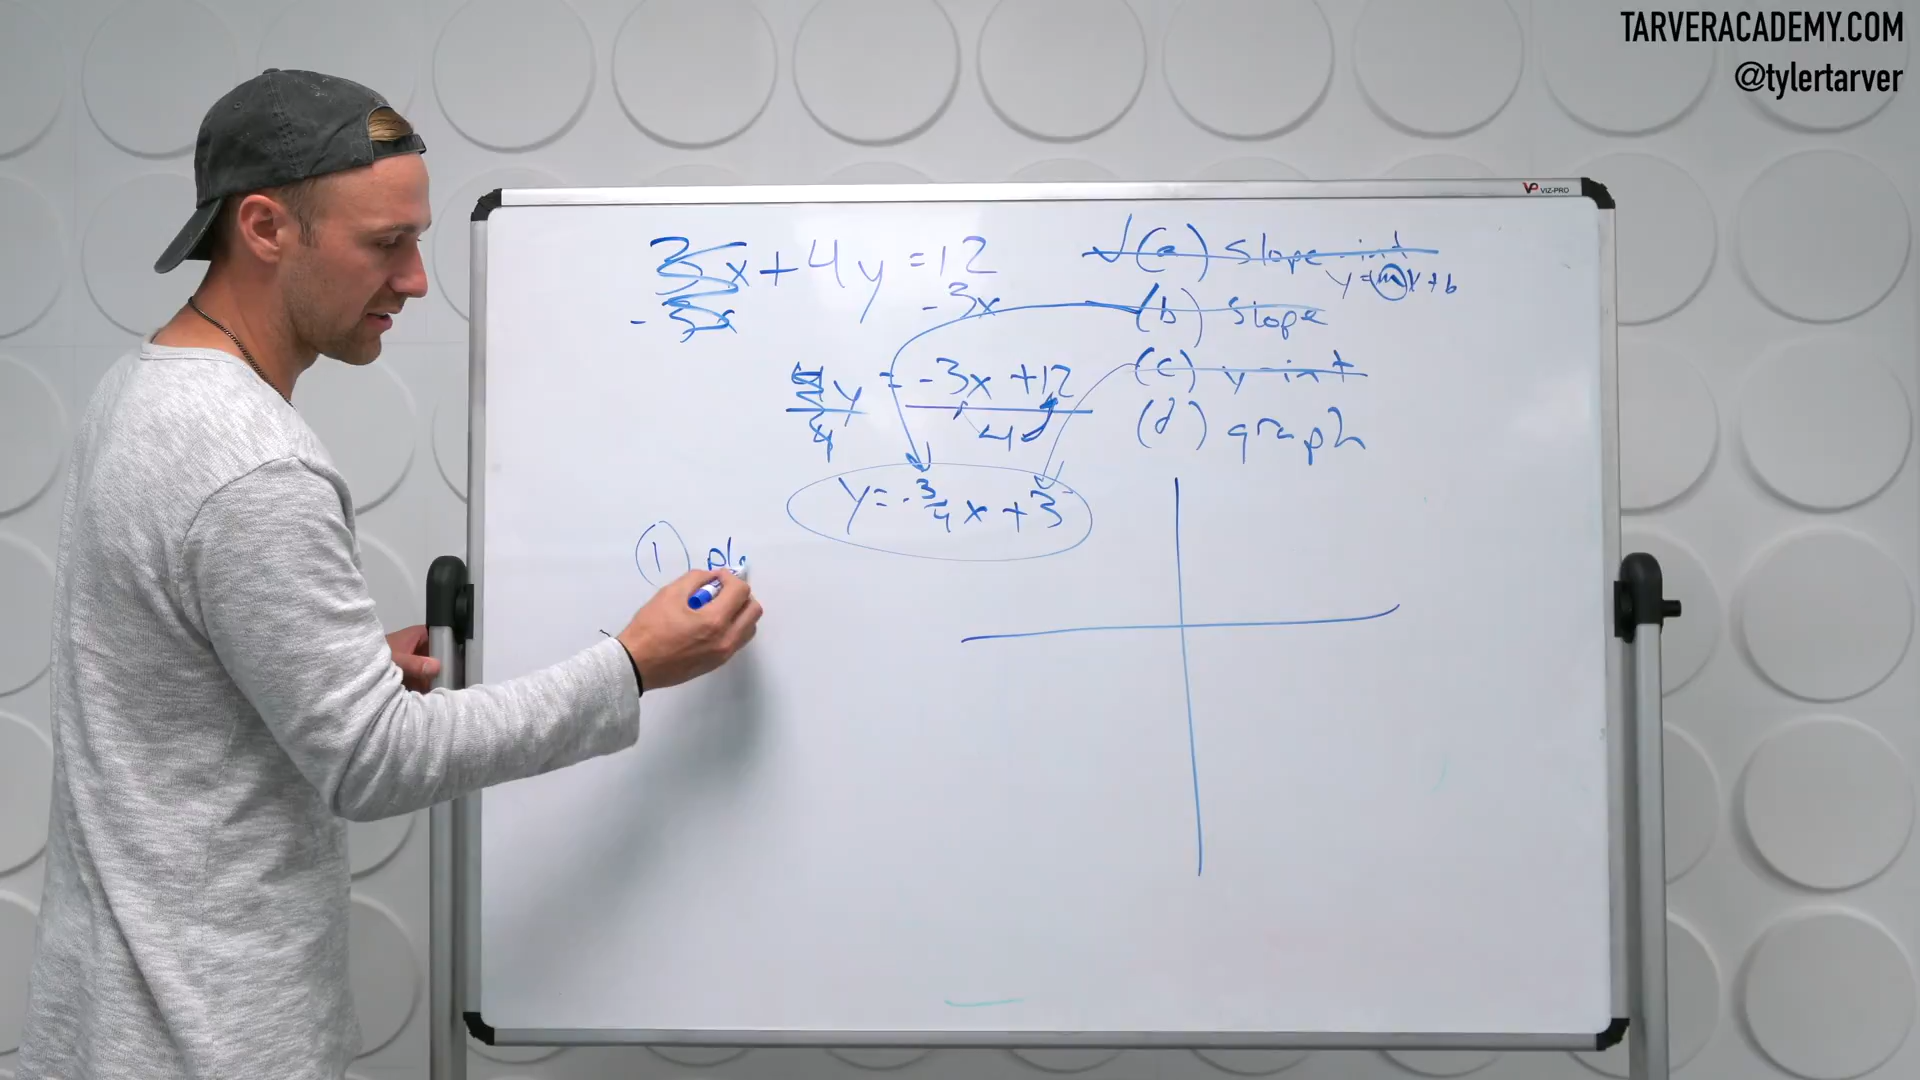 TARVERACADEMY.COM
@tylertarver
VP VIZ-PRO
3x + 4y = 12
- 3x - 3x
4y = -3x + 12
4 4
y = -3/4 x + 3
√(a) slope-int
y = mx + b
(b) slope
(c) y-int
(d) graph
1